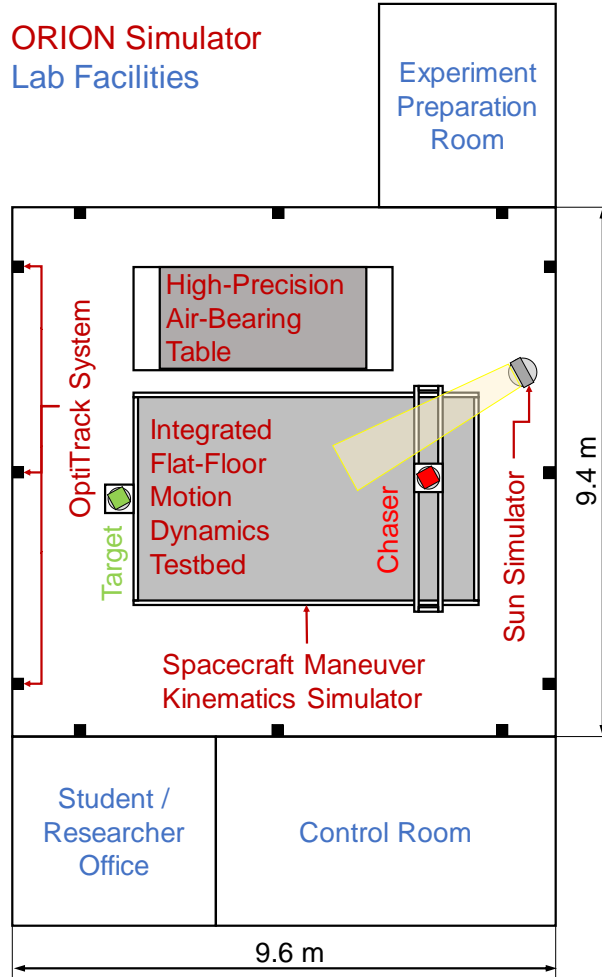 ORION Simulator
Lab Facilities
Experiment
Preparation
Room
High-Precision
Air-Bearing
Table
OptiTrack System
Integrated
Flat-Floor
Motion
Dynamics
Testbed
Target
Chaser
Sun Simulator
9.4 m
Spacecraft Maneuver
Kinematics Simulator
Student /
Researcher
Office
Control Room
9.6 m